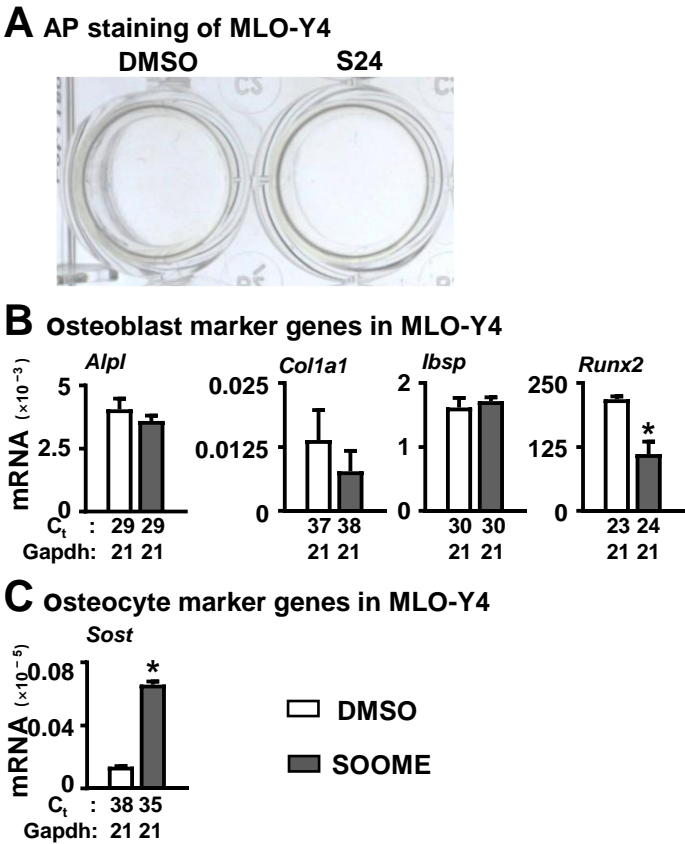 A AP staining of MLO-Y4
DMSO S24
B Osteoblast marker genes in MLO-Y4
mRNA (×10⁻³)
Alpl
5
2.5
0
Col1a1
0.025
0.0125
0
Ibsp
2
1
0
Runx2
250
125
0
*
Cₜ : 29 29 37 38 30 30 23 24
Gapdh: 21 21 21 21 21 21 21 21
C Osteocyte marker genes in MLO-Y4
Sost
mRNA (×10⁻⁵)
0.08
0.04
0
*
Cₜ : 38 35
Gapdh: 21 21
DMSO
SOOME